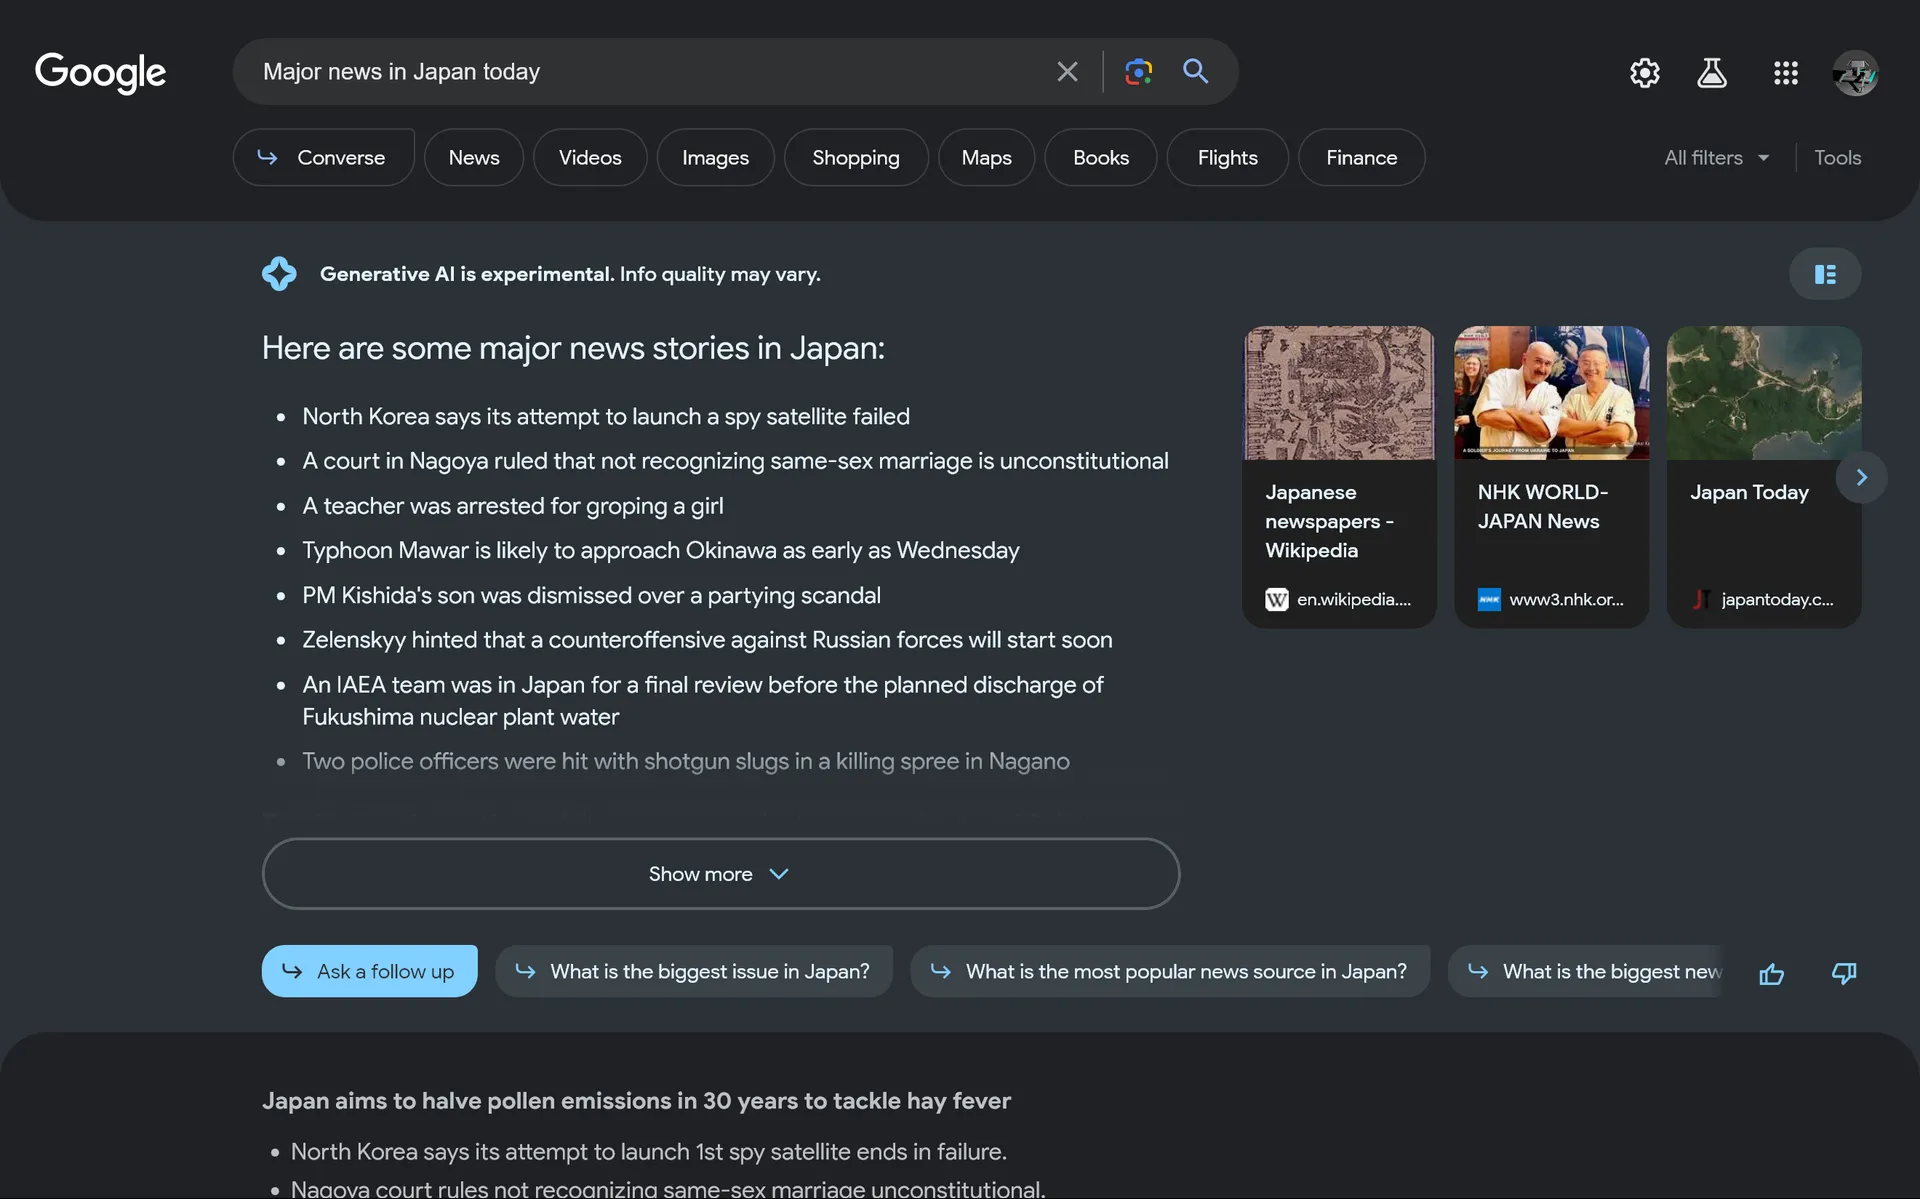 Google
Major news in Japan today
Converse
News
Videos
Images
Shopping
Maps
Books
Flights
Finance
All filters
Tools
Generative AI is experimental. Info quality may vary.
Here are some major news stories in Japan:
North Korea says its attempt to launch a spy satellite failed
A court in Nagoya ruled that not recognizing same-sex marriage is unconstitutional
A teacher was arrested for groping a girl
Typhoon Mawar is likely to approach Okinawa as early as Wednesday
PM Kishida's son was dismissed over a partying scandal
Zelenskyy hinted that a counteroffensive against Russian forces will start soon
An IAEA team was in Japan for a final review before the planned discharge of
Fukushima nuclear plant water
Two police officers were hit with shotgun slugs in a killing spree in Nagano
A SOLDIER'S JOURNEY FROM UKRAINE TO JAPAN
Japanese
newspapers -
Wikipedia
W en.wikipedia....
NHK WORLD-
JAPAN News
NHK www3.nhk.or...
Japan Today
JT japantoday.c...
Show more
Ask a follow up
What is the biggest issue in Japan?
What is the most popular news source in Japan?
What is the biggest new
Japan aims to halve pollen emissions in 30 years to tackle hay fever
North Korea says its attempt to launch 1st spy satellite ends in failure.
Nagoya court rules not recognizing same-sex marriage unconstitutional.